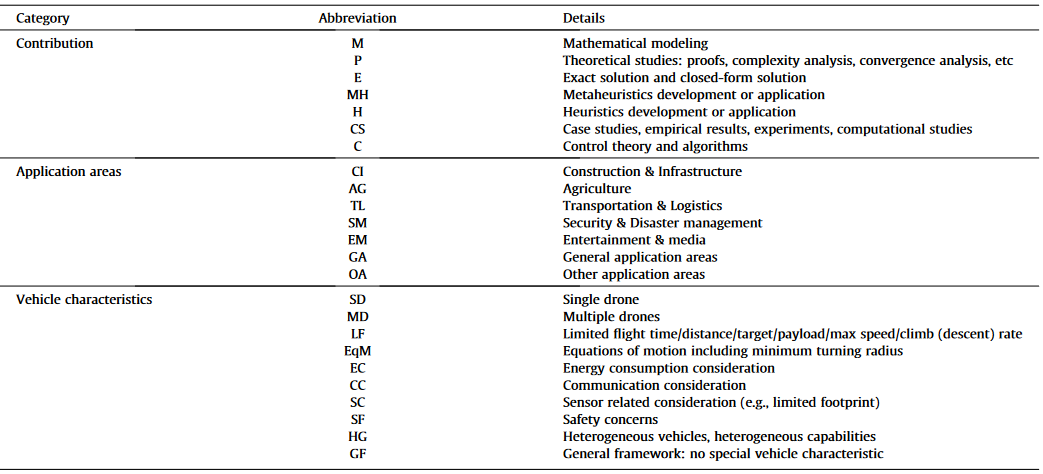 Category Abbreviation Details
Contribution M Mathematical modeling
P Theoretical studies: proofs, complexity analysis, convergence analysis, etc
E Exact solution and closed-form solution
MH Metaheuristics development or application
H Heuristics development or application
CS Case studies, empirical results, experiments, computational studies
C Control theory and algorithms
Application areas CI Construction & Infrastructure
AG Agriculture
TL Transportation & Logistics
SM Security & Disaster management
EM Entertainment & media
GA General application areas
OA Other application areas
Vehicle characteristics SD Single drone
MD Multiple drones
LF Limited flight time/distance/target/payload/max speed/climb (descent) rate
EqM Equations of motion including minimum turning radius
EC Energy consumption consideration
CC Communication consideration
SC Sensor related consideration (e.g., limited footprint)
SF Safety concerns
HG Heterogeneous vehicles, heterogeneous capabilities
GF General framework: no special vehicle characteristic